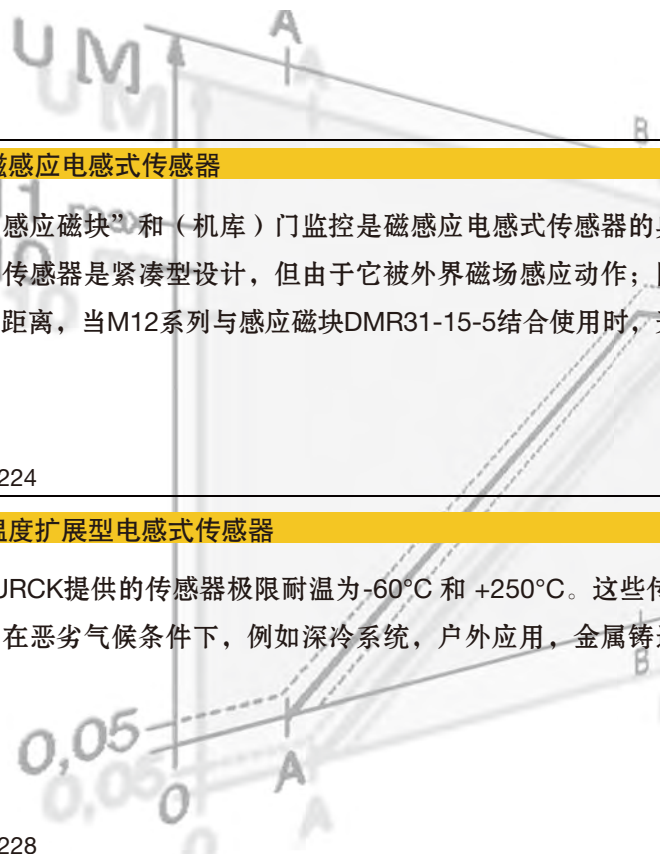 UM
A
B
感应电感式传感器
感应磁块”和（机库）门监控是磁感应电感式传感器的
max
传感器是紧凑型设计，但由于它被外界磁场感应动作；
距离，当M12系列与感应磁块DMR31-15-5结合使用时，
224
温度扩展型电感式传感器
URCK提供的传感器极限耐温为-60°C 和 +250°C。这些传
在恶劣气候条件下，例如深冷系统，户外应用，金属铸
B
0,05
A
0
228